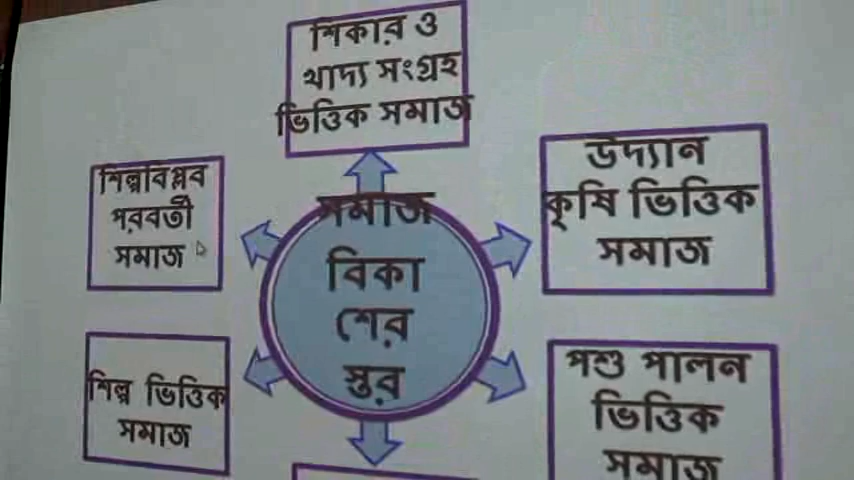 শিকার ও
খাদ্য সংগ্রহ
ভিত্তিক সমাজ
উদ্যান
কৃষি ভিত্তিক
সমাজ
শিল্পবিপ্লব
পরবর্তী
সমাজ
সমাজ
বিকা
শের
স্তর
শিল্প ভিত্তিক
সমাজ
পশু পালন
ভিত্তিক
সমাজ